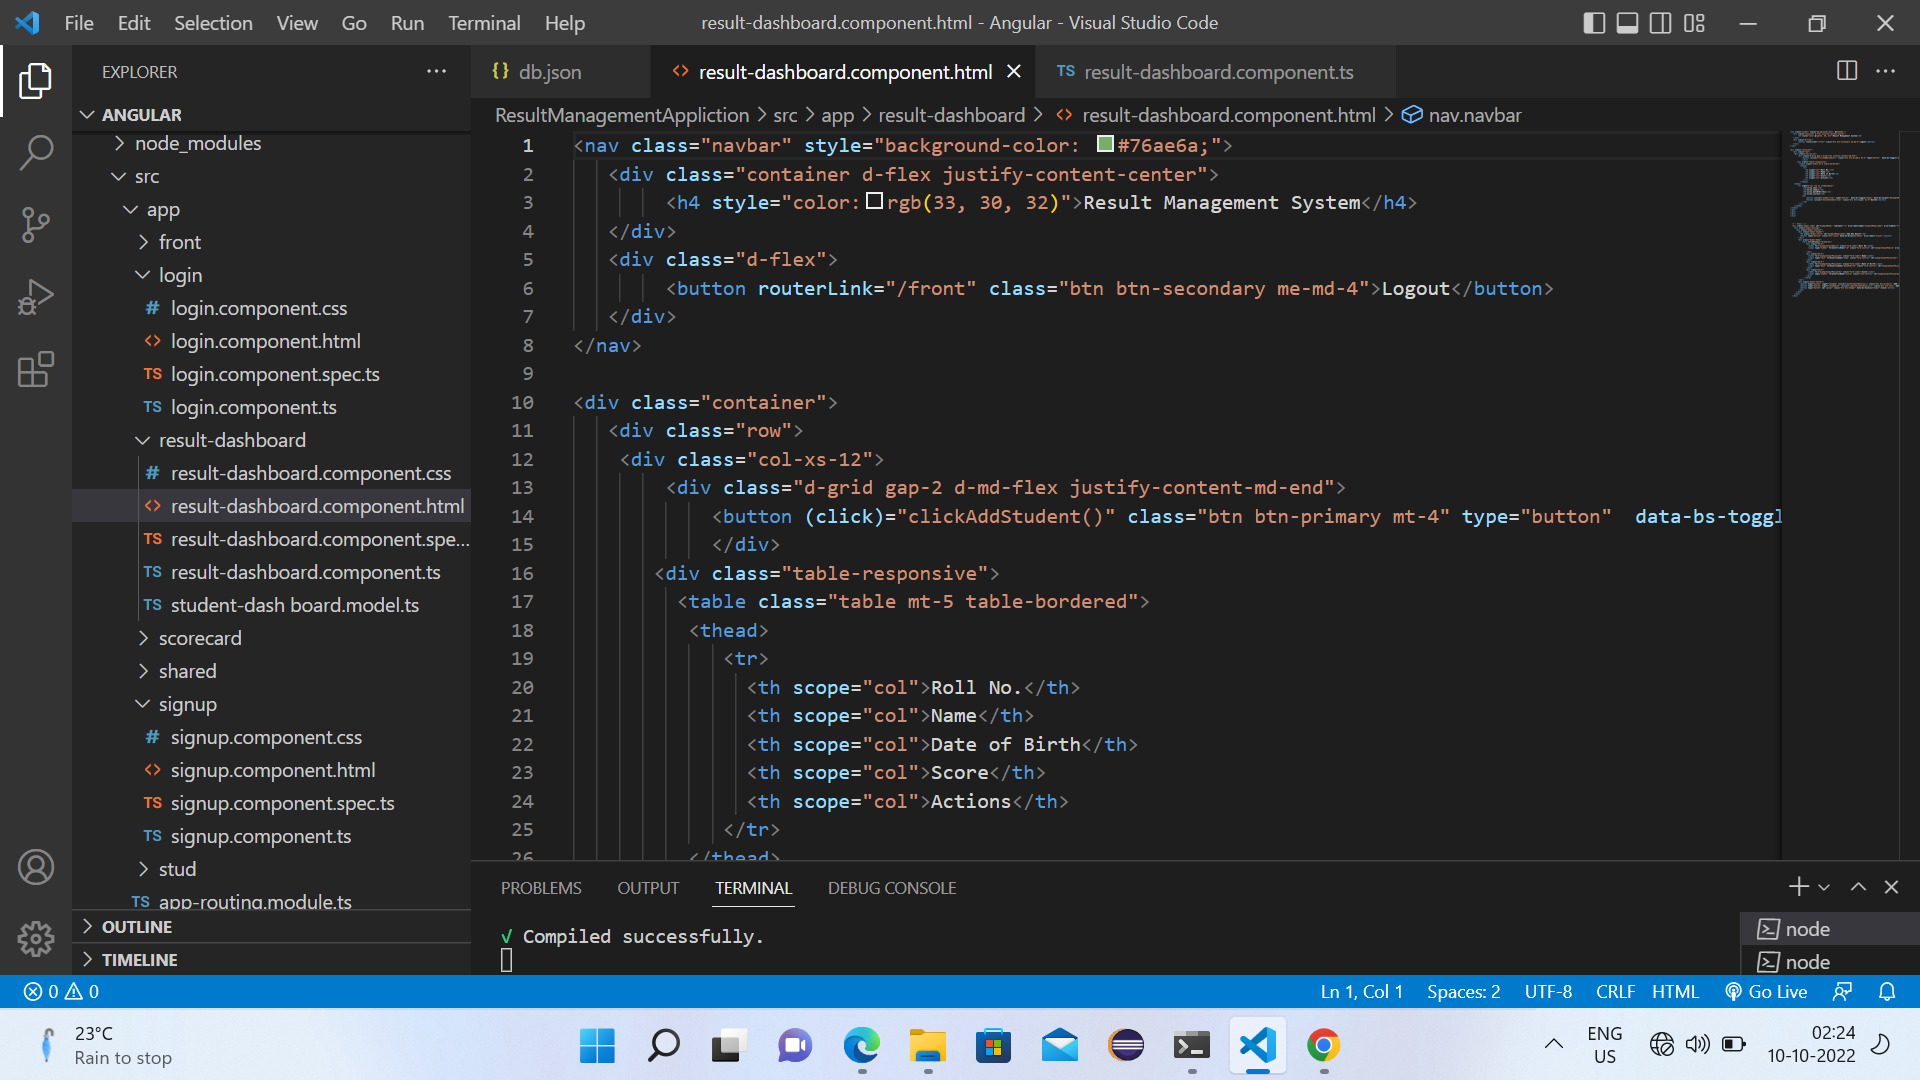 File Edit Selection View Go Run Terminal Help
result-dashboard.component.html - Angular - Visual Studio Code
EXPLORER
ANGULAR
node_modules
src
app
front
login
# login.component.css
<> login.component.html
TS login.component.spec.ts
TS login.component.ts
result-dashboard
# result-dashboard.component.css
<> result-dashboard.component.html
TS result-dashboard.component.spe...
TS result-dashboard.component.ts
TS student-dash board.model.ts
scorecard
shared
signup
# signup.component.css
<> signup.component.html
TS signup.component.spec.ts
TS signup.component.ts
stud
TS app-routing.module.ts
OUTLINE
TIMELINE
{} db.json
<> result-dashboard.component.html
TS result-dashboard.component.ts
ResultManagementAppliction > src > app > result-dashboard > <> result-dashboard.component.html > nav.navbar
1 <nav class="navbar" style="background-color: #76ae6a;">
2 <div class="container d-flex justify-content-center">
3 <h4 style="color:rgb(33, 30, 32)">Result Management System</h4>
4 </div>
5 <div class="d-flex">
6 <button routerLink="/front" class="btn btn-secondary me-md-4">Logout</button>
7 </div>
8 </nav>
9
10 <div class="container">
11 <div class="row">
12 <div class="col-xs-12">
13 <div class="d-grid gap-2 d-md-flex justify-content-md-end">
14 <button (click)="clickAddStudent()" class="btn btn-primary mt-4" type="button" data-bs-toggl
15 </div>
16 <div class="table-responsive">
17 <table class="table mt-5 table-bordered">
18 <thead>
19 <tr>
20 <th scope="col">Roll No.</th>
21 <th scope="col">Name</th>
22 <th scope="col">Date of Birth</th>
23 <th scope="col">Score</th>
24 <th scope="col">Actions</th>
25 </tr>
26 </thead>
PROBLEMS OUTPUT TERMINAL DEBUG CONSOLE
√ Compiled successfully.
node
node
0 0
Ln 1, Col 1 Spaces: 2 UTF-8 CRLF HTML Go Live
23°C
Rain to stop
ENG
US
02:24
10-10-2022